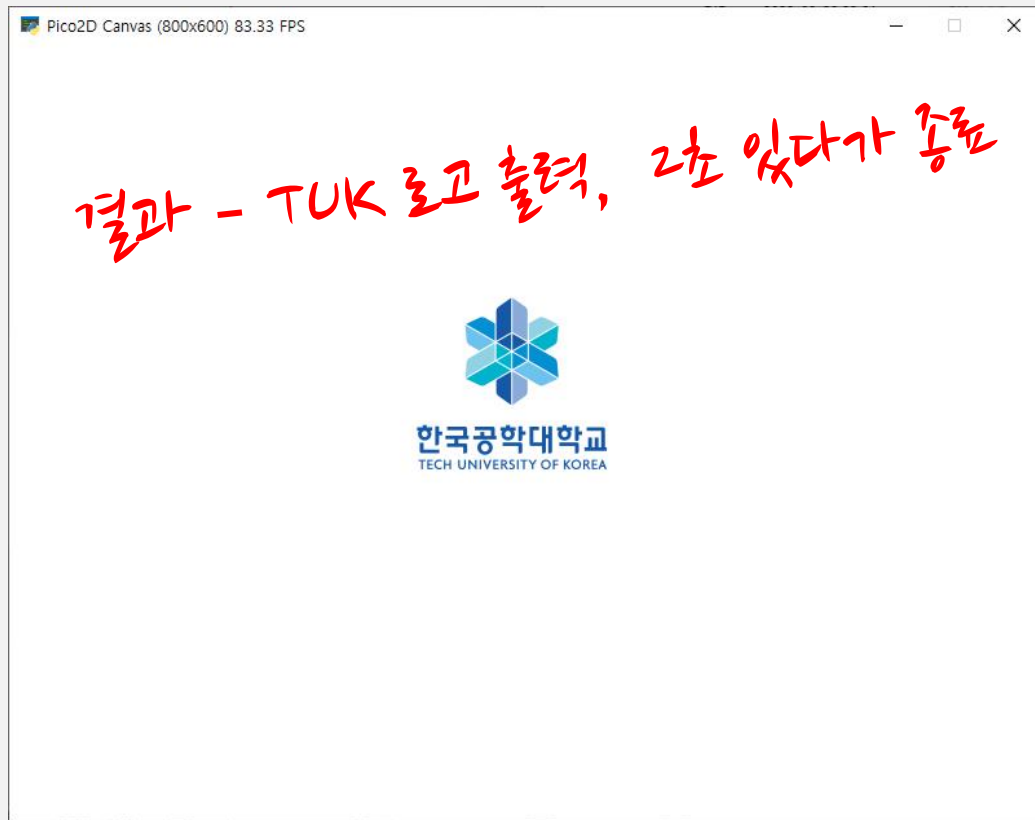 Pico2D Canvas (800x600) 83.33 FPS
결과 - TUK 로고 출력, 2초 있다가 종료
한국공학대학교
TECH UNIVERSITY OF KOREA